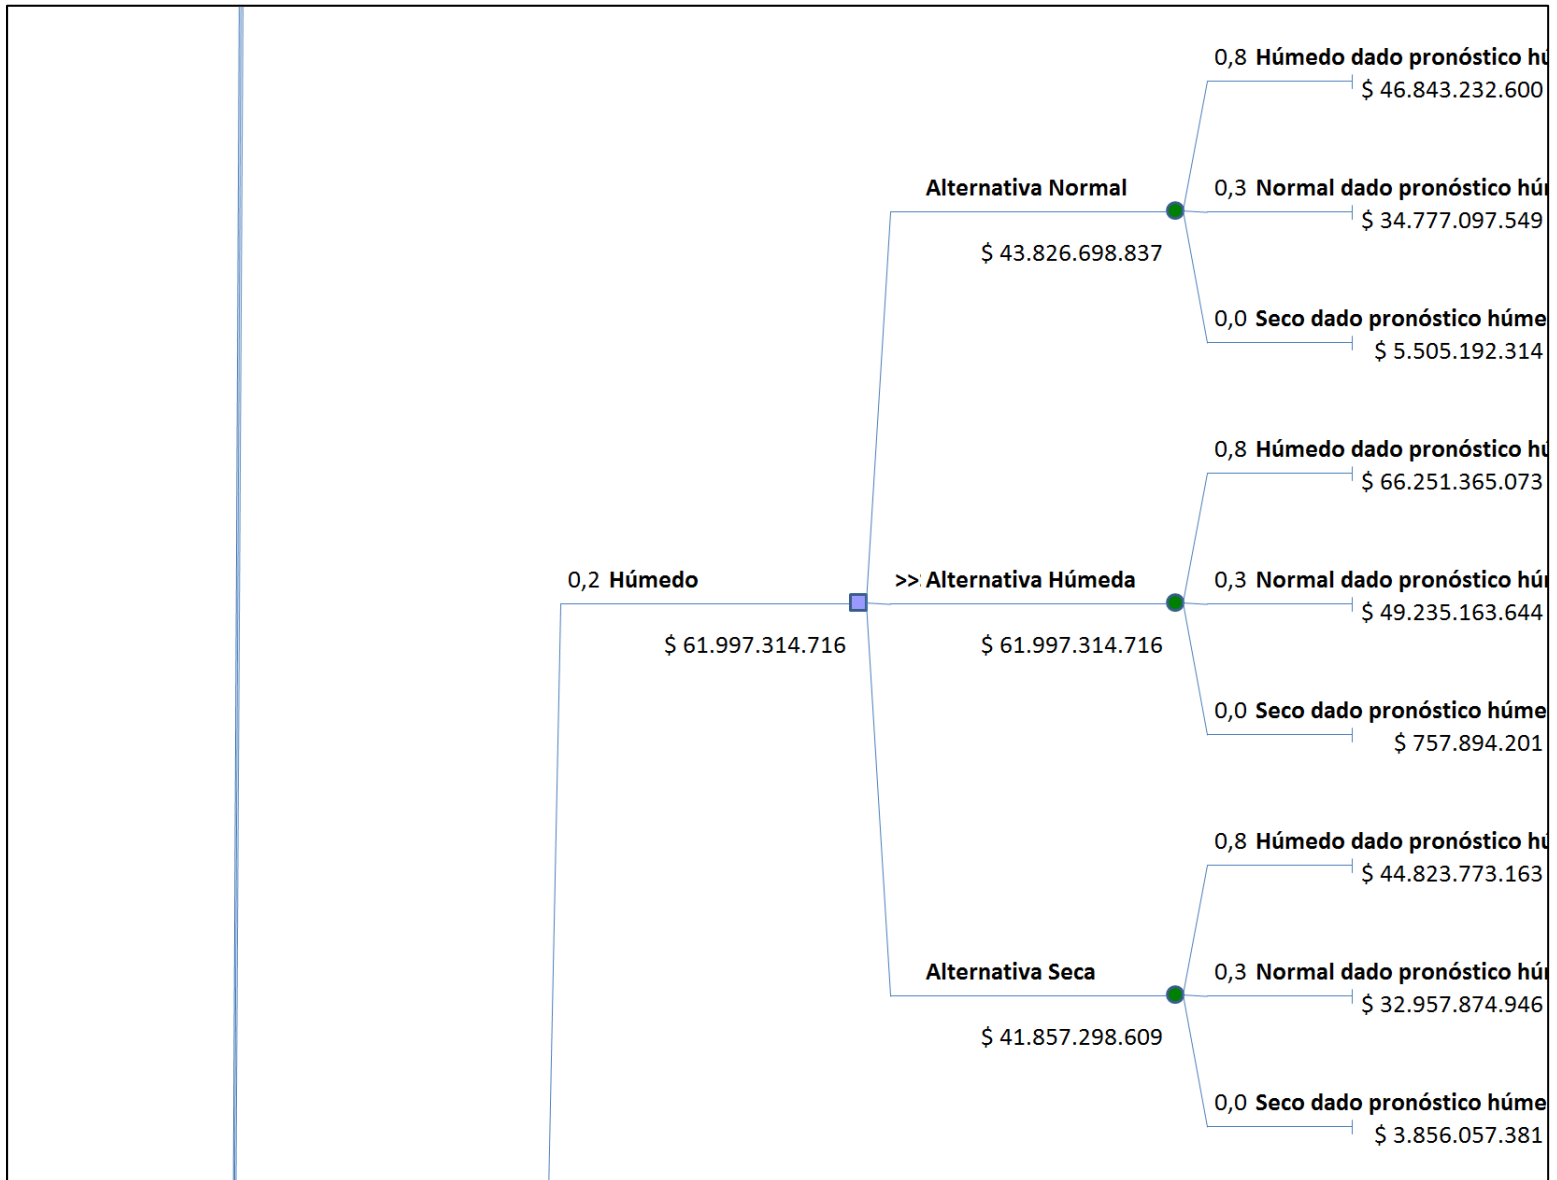 0,8 Húmedo dado pronóstico hú
$ 46.843.232.600
Alternativa Normal
0,3 Normal dado pronóstico húr
$ 34.777.097.549
$ 43.826.698.837
0,0 Seco dado pronóstico húme
$ 5.505.192.314
0,8 Húmedo dado pronóstico hú
$ 66.251.365.073
0,2 Húmedo
>>: Alternativa Húmeda
0,3 Normal dado pronóstico húr
$ 49.235.163.644
$ 61.997.314.716
$ 61.997.314.716
0,0 Seco dado pronóstico húme
$ 757.894.201
0,8 Húmedo dado pronóstico hú
$ 44.823.773.163
Alternativa Seca
0,3 Normal dado pronóstico húr
$ 32.957.874.946
$ 41.857.298.609
0,0 Seco dado pronóstico húme
$ 3.856.057.381